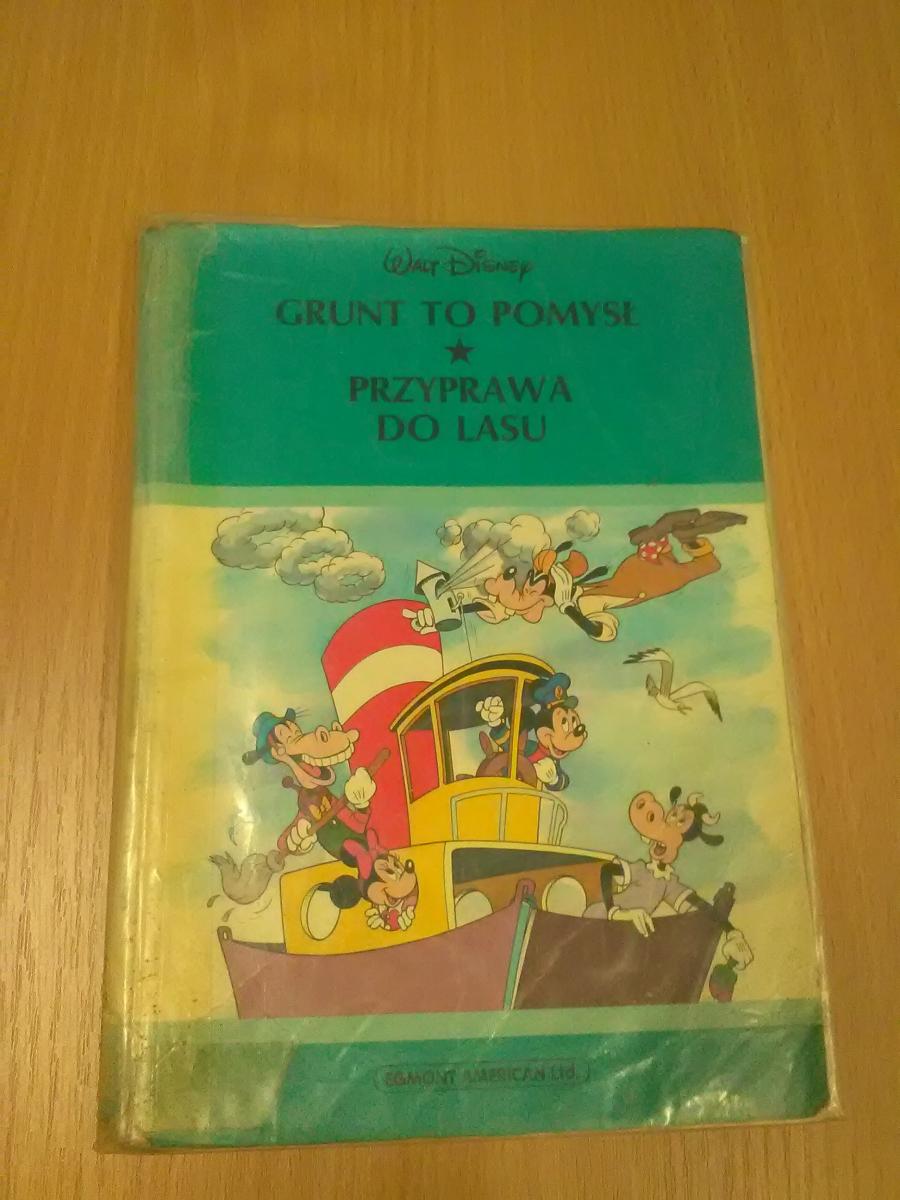 WALT DISNEY
GRUNT TO POMYSŁ
★
PRZYPRAWA
DO LASU
EGMONT AMERICAN Ltd.